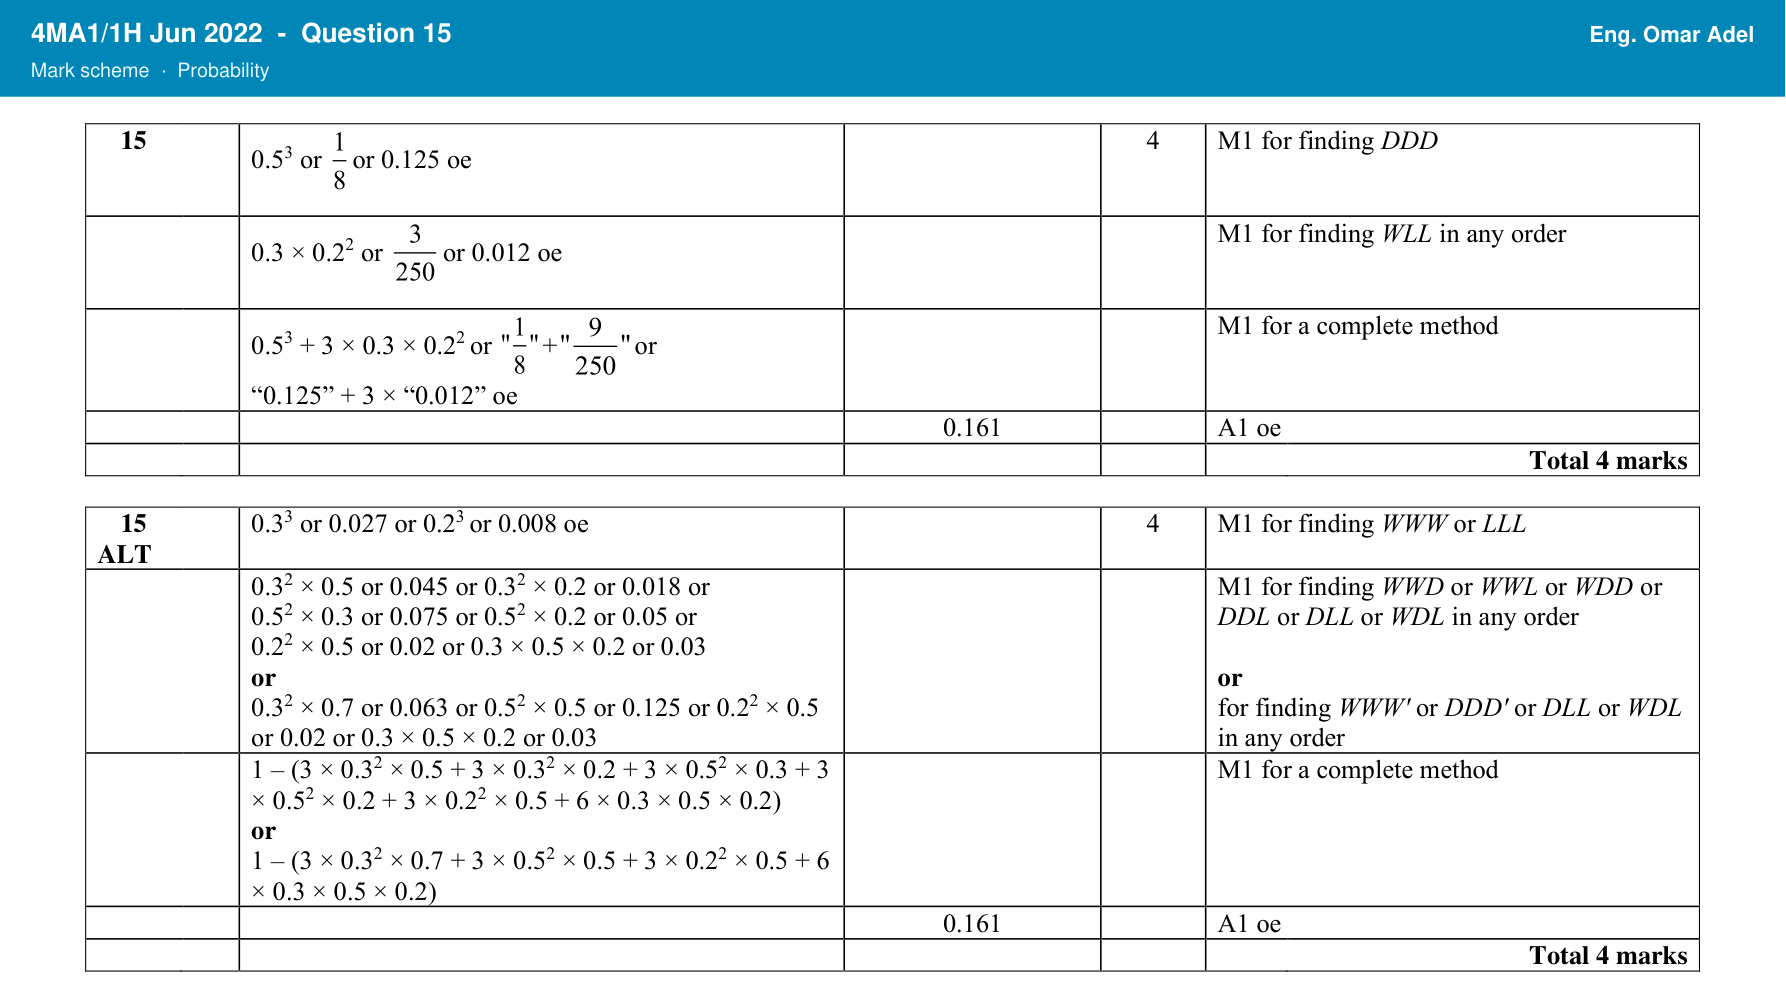 4MA1/1H Jun 2022 - Question 15
Eng. Omar Adel
Mark scheme · Probability
15
0.5³ or 1/8 or 0.125 oe
4
M1 for finding DDD
0.3 × 0.2² or 3/250 or 0.012 oe
M1 for finding WLL in any order
0.5³ + 3 × 0.3 × 0.2² or "1/8"+"9/250" or
“0.125” + 3 × “0.012” oe
M1 for a complete method
0.161
A1 oe
Total 4 marks
15
ALT
0.3³ or 0.027 or 0.2³ or 0.008 oe
4
M1 for finding WWW or LLL
0.3² × 0.5 or 0.045 or 0.3² × 0.2 or 0.018 or
0.5² × 0.3 or 0.075 or 0.5² × 0.2 or 0.05 or
0.2² × 0.5 or 0.02 or 0.3 × 0.5 × 0.2 or 0.03
or
0.3² × 0.7 or 0.063 or 0.5² × 0.5 or 0.125 or 0.2² × 0.5
or 0.02 or 0.3 × 0.5 × 0.2 or 0.03
M1 for finding WWD or WWL or WDD or
DDL or DLL or WDL in any order
or
for finding WWW' or DDD' or DLL or WDL
in any order
1 – (3 × 0.3² × 0.5 + 3 × 0.3² × 0.2 + 3 × 0.5² × 0.3 + 3
× 0.5² × 0.2 + 3 × 0.2² × 0.5 + 6 × 0.3 × 0.5 × 0.2)
or
1 – (3 × 0.3² × 0.7 + 3 × 0.5² × 0.5 + 3 × 0.2² × 0.5 + 6
× 0.3 × 0.5 × 0.2)
M1 for a complete method
0.161
A1 oe
Total 4 marks